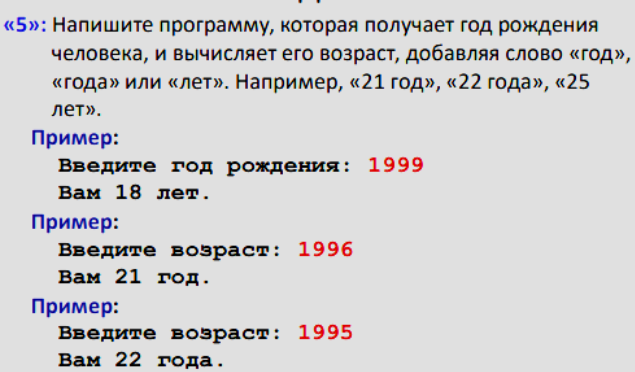 «5»: Напишите программу, которая получает год рождения
человека, и вычисляет его возраст, добавляя слово «год»,
«года» или «лет». Например, «21 год», «22 года», «25
лет».
Пример:
Введите год рождения: 1999
Вам 18 лет.
Пример:
Введите возраст: 1996
Вам 21 год.
Пример:
Введите возраст: 1995
Вам 22 года.